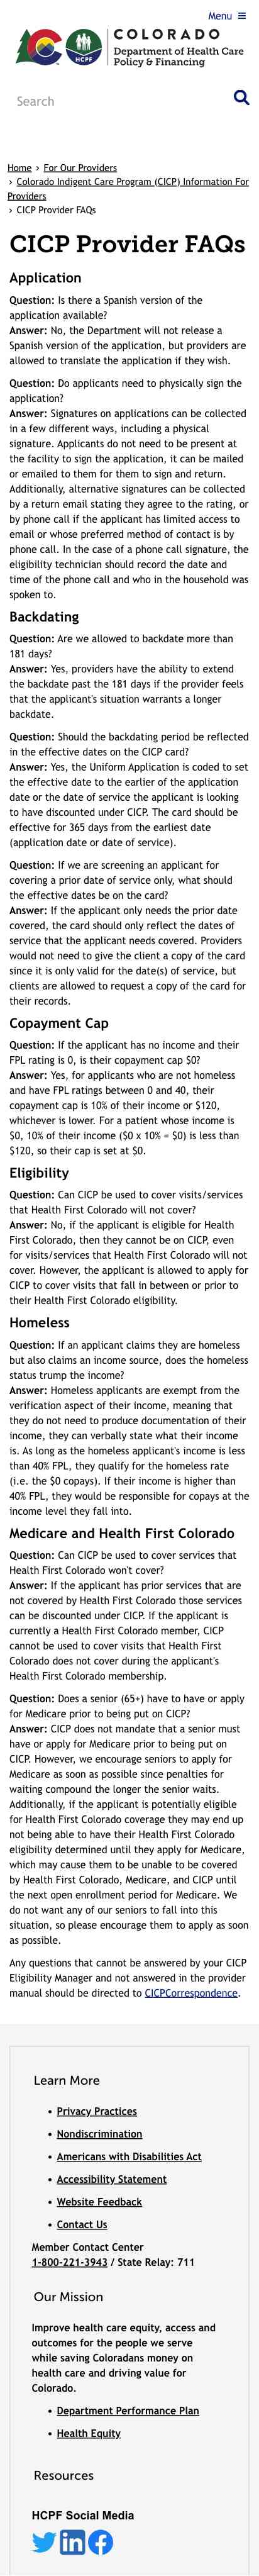 Menu ≡
COLORADO
Department of Health Care
Policy & Financing
HCPF
Search
Home › For Our Providers
› Colorado Indigent Care Program (CICP) Information For
Providers
› CICP Provider FAQs
CICP Provider FAQs
Application
Question: Is there a Spanish version of the
application available?
Answer: No, the Department will not release a
Spanish version of the application, but providers are
allowed to translate the application if they wish.
Question: Do applicants need to physically sign the
application?
Answer: Signatures on applications can be collected
in a few different ways, including a physical
signature. Applicants do not need to be present at
the facility to sign the application, it can be mailed
or emailed to them for them to sign and return.
Additionally, alternative signatures can be collected
by a return email stating they agree to the rating, or
by phone call if the applicant has limited access to
email or whose preferred method of contact is by
phone call. In the case of a phone call signature, the
eligibility technician should record the date and
time of the phone call and who in the household was
spoken to.
Backdating
Question: Are we allowed to backdate more than
181 days?
Answer: Yes, providers have the ability to extend
the backdate past the 181 days if the provider feels
that the applicant's situation warrants a longer
backdate.
Question: Should the backdating period be reflected
in the effective dates on the CICP card?
Answer: Yes, the Uniform Application is coded to set
the effective date to the earlier of the application
date or the date of service the applicant is looking
to have discounted under CICP. The card should be
effective for 365 days from the earliest date
(application date or date of service).
Question: If we are screening an applicant for
covering a prior date of service only, what should
the effective dates be on the card?
Answer: If the applicant only needs the prior date
covered, the card should only reflect the dates of
service that the applicant needs covered. Providers
would not need to give the client a copy of the card
since it is only valid for the date(s) of service, but
clients are allowed to request a copy of the card for
their records.
Copayment Cap
Question: If the applicant has no income and their
FPL rating is 0, is their copayment cap $0?
Answer: Yes, for applicants who are not homeless
and have FPL ratings between 0 and 40, their
copayment cap is 10% of their income or $120,
whichever is lower. For a patient whose income is
$0, 10% of their income ($0 x 10% = $0) is less than
$120, so their cap is set at $0.
Eligibility
Question: Can CICP be used to cover visits/services
that Health First Colorado will not cover?
Answer: No, if the applicant is eligible for Health
First Colorado, then they cannot be on CICP, even
for visits/services that Health First Colorado will not
cover. However, the applicant is allowed to apply for
CICP to cover visits that fall in between or prior to
their Health First Colorado eligibility.
Homeless
Question: If an applicant claims they are homeless
but also claims an income source, does the homeless
status trump the income?
Answer: Homeless applicants are exempt from the
verification aspect of their income, meaning that
they do not need to produce documentation of their
income, they can verbally state what their income
is. As long as the homeless applicant's income is less
than 40% FPL, they qualify for the homeless rate
(i.e. the $0 copays). If their income is higher than
40% FPL, they would be responsible for copays at the
income level they fall into.
Medicare and Health First Colorado
Question: Can CICP be used to cover services that
Health First Colorado won't cover?
Answer: If the applicant has prior services that are
not covered by Health First Colorado those services
can be discounted under CICP. If the applicant is
currently a Health First Colorado member, CICP
cannot be used to cover visits that Health First
Colorado does not cover during the applicant's
Health First Colorado membership.
Question: Does a senior (65+) have to have or apply
for Medicare prior to being put on CICP?
Answer: CICP does not mandate that a senior must
have or apply for Medicare prior to being put on
CICP. However, we encourage seniors to apply for
Medicare as soon as possible since penalties for
waiting compound the longer the senior waits.
Additionally, if the applicant is potentially eligible
for Health First Colorado coverage they may end up
not being able to have their Health First Colorado
eligibility determined until they apply for Medicare,
which may cause them to be unable to be covered
by Health First Colorado, Medicare, and CICP until
the next open enrollment period for Medicare. We
do not want any of our seniors to fall into this
situation, so please encourage them to apply as soon
as possible.
Any questions that cannot be answered by your CICP
Eligibility Manager and not answered in the provider
manual should be directed to CICPCorrespondence.
Learn More
• Privacy Practices
• Nondiscrimination
• Americans with Disabilities Act
• Accessibility Statement
• Website Feedback
• Contact Us
Member Contact Center
1-800-221-3943 / State Relay: 711
Our Mission
Improve health care equity, access and
outcomes for the people we serve
while saving Coloradans money on
health care and driving value for
Colorado.
• Department Performance Plan
• Health Equity
Resources
HCPF Social Media